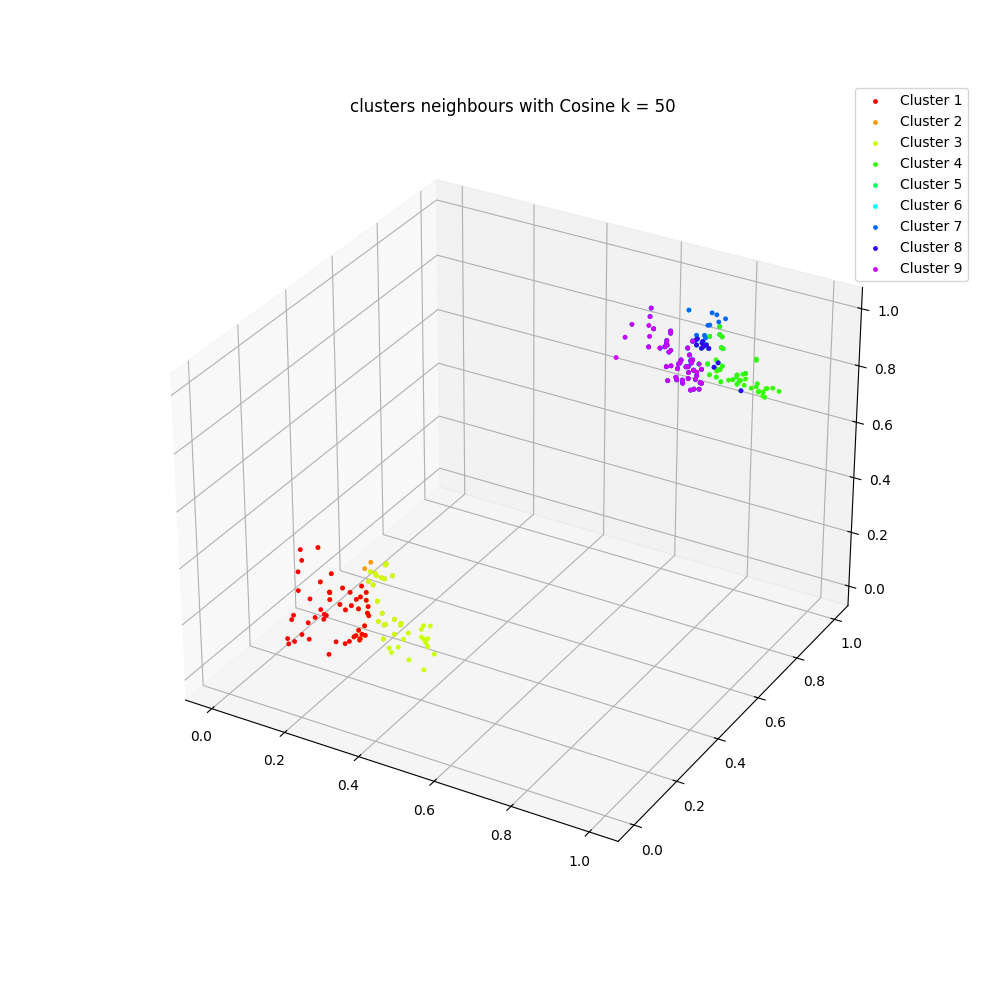 clusters neighbours with Cosine k = 50
Cluster 1
Cluster 2
Cluster 3
Cluster 4
Cluster 5
Cluster 6
Cluster 7
Cluster 8
Cluster 9
1.0
0.8
0.6
0.4
0.2
0.0
1.0
0.8
0.6
0.4
0.2
0.0
0.0
0.2
0.4
0.6
0.8
1.0